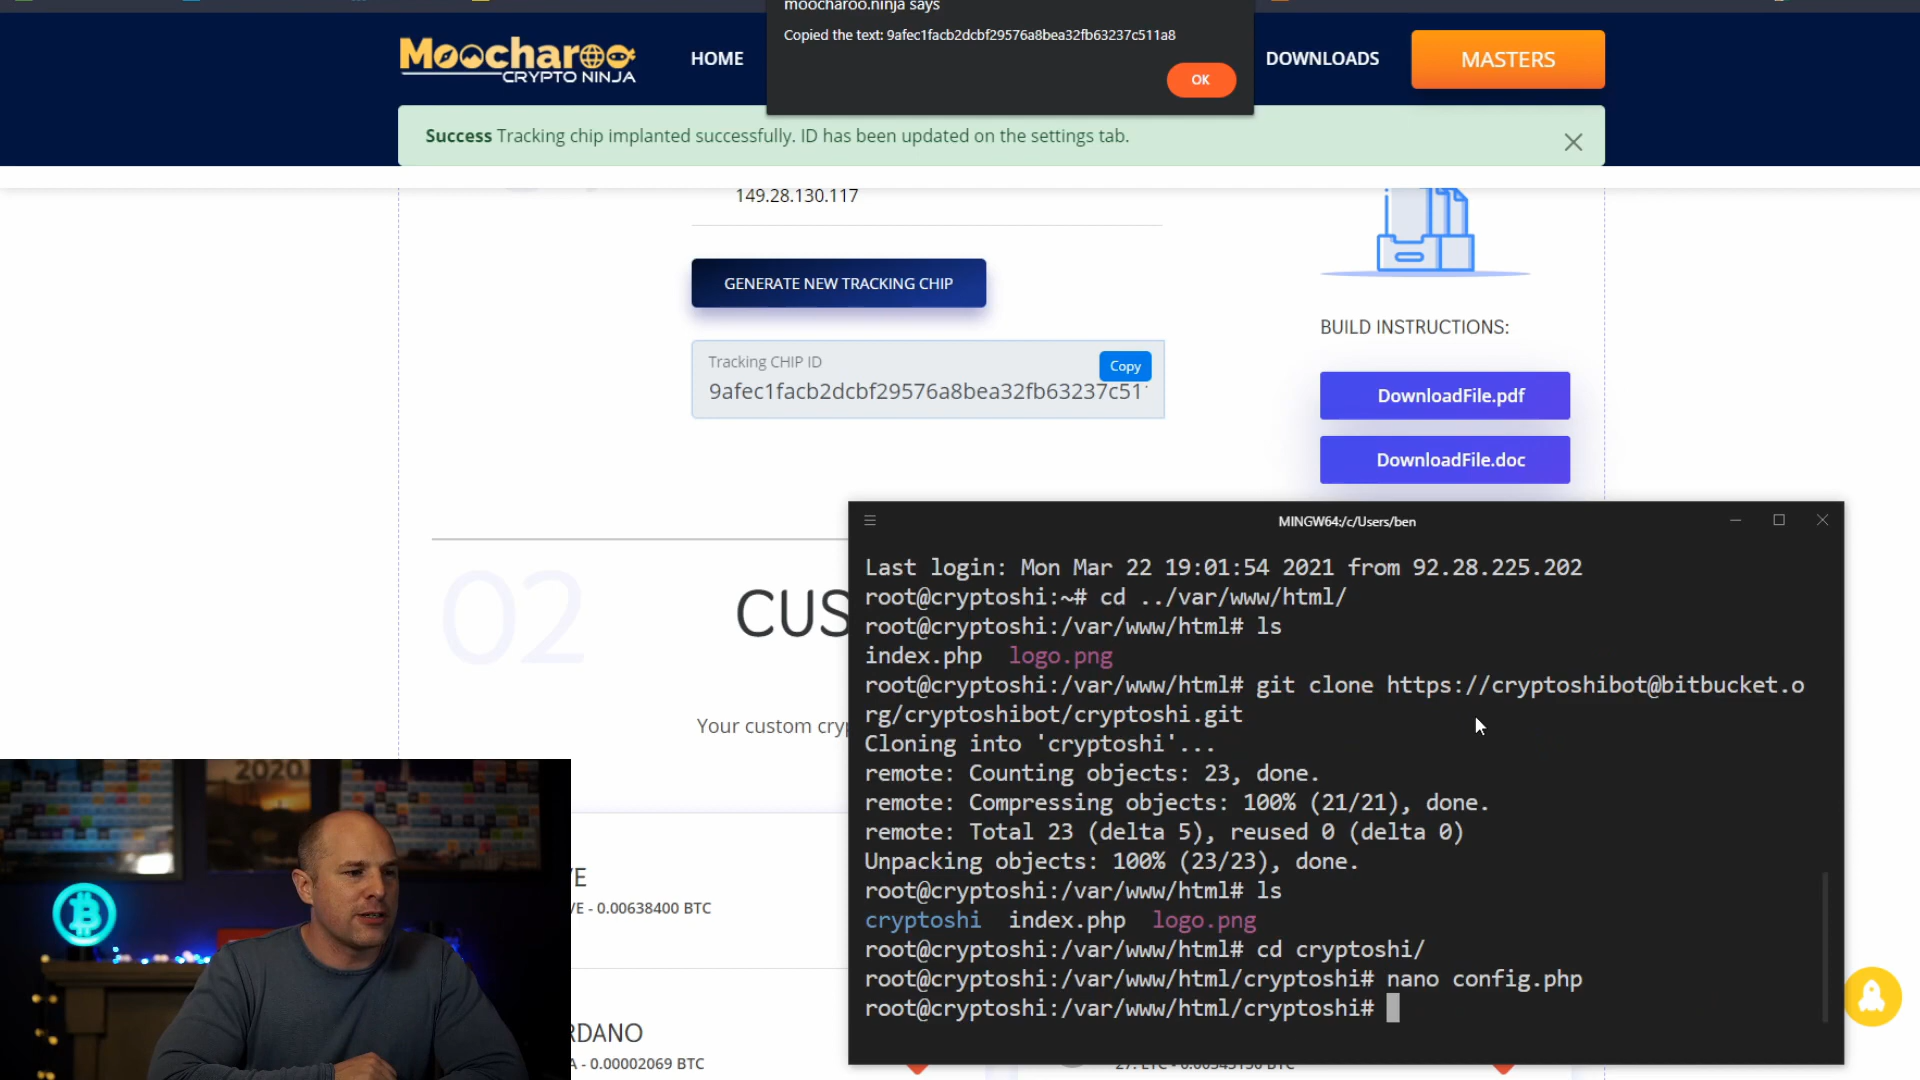 moocharoo.ninja says
Copied the text: 9afec1facb2dcbf29576a8bea32fb63237c511a8
OK
Moocharoo
CRYPTO NINJA
HOME
DOWNLOADS
MASTERS
Success Tracking chip implanted successfully. ID has been updated on the settings tab.
149.28.130.117
GENERATE NEW TRACKING CHIP
Tracking CHIP ID
Copy
9afec1facb2dcbf29576a8bea32fb63237c51
BUILD INSTRUCTIONS:
DownloadFile.pdf
DownloadFile.doc
02
CUS
Your custom cry
VE
VE - 0.00638400 BTC
RDANO
A - 0.00002069 BTC
MINGW64:/c/Users/ben
Last login: Mon Mar 22 19:01:54 2021 from 92.28.225.202
root@cryptoshi:~# cd ../var/www/html/
root@cryptoshi:/var/www/html# ls
index.php logo.png
root@cryptoshi:/var/www/html# git clone https://cryptoshibot@bitbucket.o
rg/cryptoshibot/cryptoshi.git
Cloning into 'cryptoshi'...
remote: Counting objects: 23, done.
remote: Compressing objects: 100% (21/21), done.
remote: Total 23 (delta 5), reused 0 (delta 0)
Unpacking objects: 100% (23/23), done.
root@cryptoshi:/var/www/html# ls
cryptoshi index.php logo.png
root@cryptoshi:/var/www/html# cd cryptoshi/
root@cryptoshi:/var/www/html/cryptoshi# nano config.php
root@cryptoshi:/var/www/html/cryptoshi#
2020